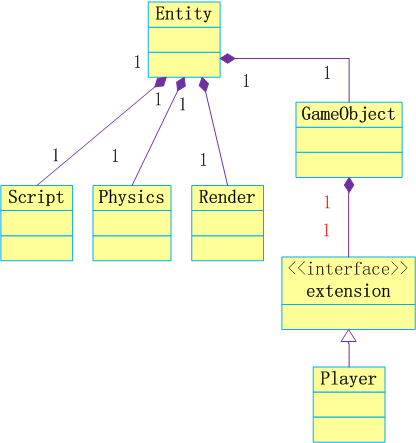 Entity
1
1
1
1
1
1
1
1
GameObject
Script
Physics
Render
1
1
<<interface>>
extension
Player